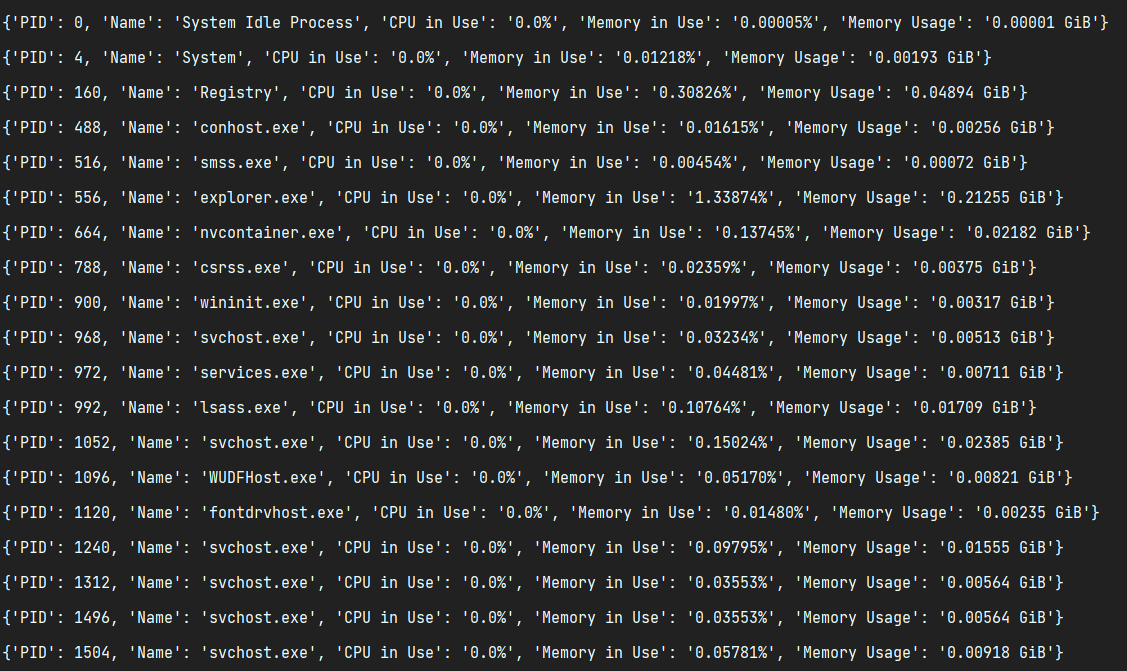 {'PID': 0, 'Name': 'System Idle Process', 'CPU in Use': '0.0%', 'Memory in Use': '0.00005%', 'Memory Usage': '0.00001 GiB'}
{'PID': 4, 'Name': 'System', 'CPU in Use': '0.0%', 'Memory in Use': '0.01218%', 'Memory Usage': '0.00193 GiB'}
{'PID': 160, 'Name': 'Registry', 'CPU in Use': '0.0%', 'Memory in Use': '0.30826%', 'Memory Usage': '0.04894 GiB'}
{'PID': 488, 'Name': 'conhost.exe', 'CPU in Use': '0.0%', 'Memory in Use': '0.01615%', 'Memory Usage': '0.00256 GiB'}
{'PID': 516, 'Name': 'smss.exe', 'CPU in Use': '0.0%', 'Memory in Use': '0.00454%', 'Memory Usage': '0.00072 GiB'}
{'PID': 556, 'Name': 'explorer.exe', 'CPU in Use': '0.0%', 'Memory in Use': '1.33874%', 'Memory Usage': '0.21255 GiB'}
{'PID': 664, 'Name': 'nvcontainer.exe', 'CPU in Use': '0.0%', 'Memory in Use': '0.13745%', 'Memory Usage': '0.02182 GiB'}
{'PID': 788, 'Name': 'csrss.exe', 'CPU in Use': '0.0%', 'Memory in Use': '0.02359%', 'Memory Usage': '0.00375 GiB'}
{'PID': 900, 'Name': 'wininit.exe', 'CPU in Use': '0.0%', 'Memory in Use': '0.01997%', 'Memory Usage': '0.00317 GiB'}
{'PID': 968, 'Name': 'svchost.exe', 'CPU in Use': '0.0%', 'Memory in Use': '0.03234%', 'Memory Usage': '0.00513 GiB'}
{'PID': 972, 'Name': 'services.exe', 'CPU in Use': '0.0%', 'Memory in Use': '0.04481%', 'Memory Usage': '0.00711 GiB'}
{'PID': 992, 'Name': 'lsass.exe', 'CPU in Use': '0.0%', 'Memory in Use': '0.10764%', 'Memory Usage': '0.01709 GiB'}
{'PID': 1052, 'Name': 'svchost.exe', 'CPU in Use': '0.0%', 'Memory in Use': '0.15024%', 'Memory Usage': '0.02385 GiB'}
{'PID': 1096, 'Name': 'WUDFHost.exe', 'CPU in Use': '0.0%', 'Memory in Use': '0.05170%', 'Memory Usage': '0.00821 GiB'}
{'PID': 1120, 'Name': 'fontdrvhost.exe', 'CPU in Use': '0.0%', 'Memory in Use': '0.01480%', 'Memory Usage': '0.00235 GiB'}
{'PID': 1240, 'Name': 'svchost.exe', 'CPU in Use': '0.0%', 'Memory in Use': '0.09795%', 'Memory Usage': '0.01555 GiB'}
{'PID': 1312, 'Name': 'svchost.exe', 'CPU in Use': '0.0%', 'Memory in Use': '0.03553%', 'Memory Usage': '0.00564 GiB'}
{'PID': 1496, 'Name': 'svchost.exe', 'CPU in Use': '0.0%', 'Memory in Use': '0.03553%', 'Memory Usage': '0.00564 GiB'}
{'PID': 1504, 'Name': 'svchost.exe', 'CPU in Use': '0.0%', 'Memory in Use': '0.05781%', 'Memory Usage': '0.00918 GiB'}